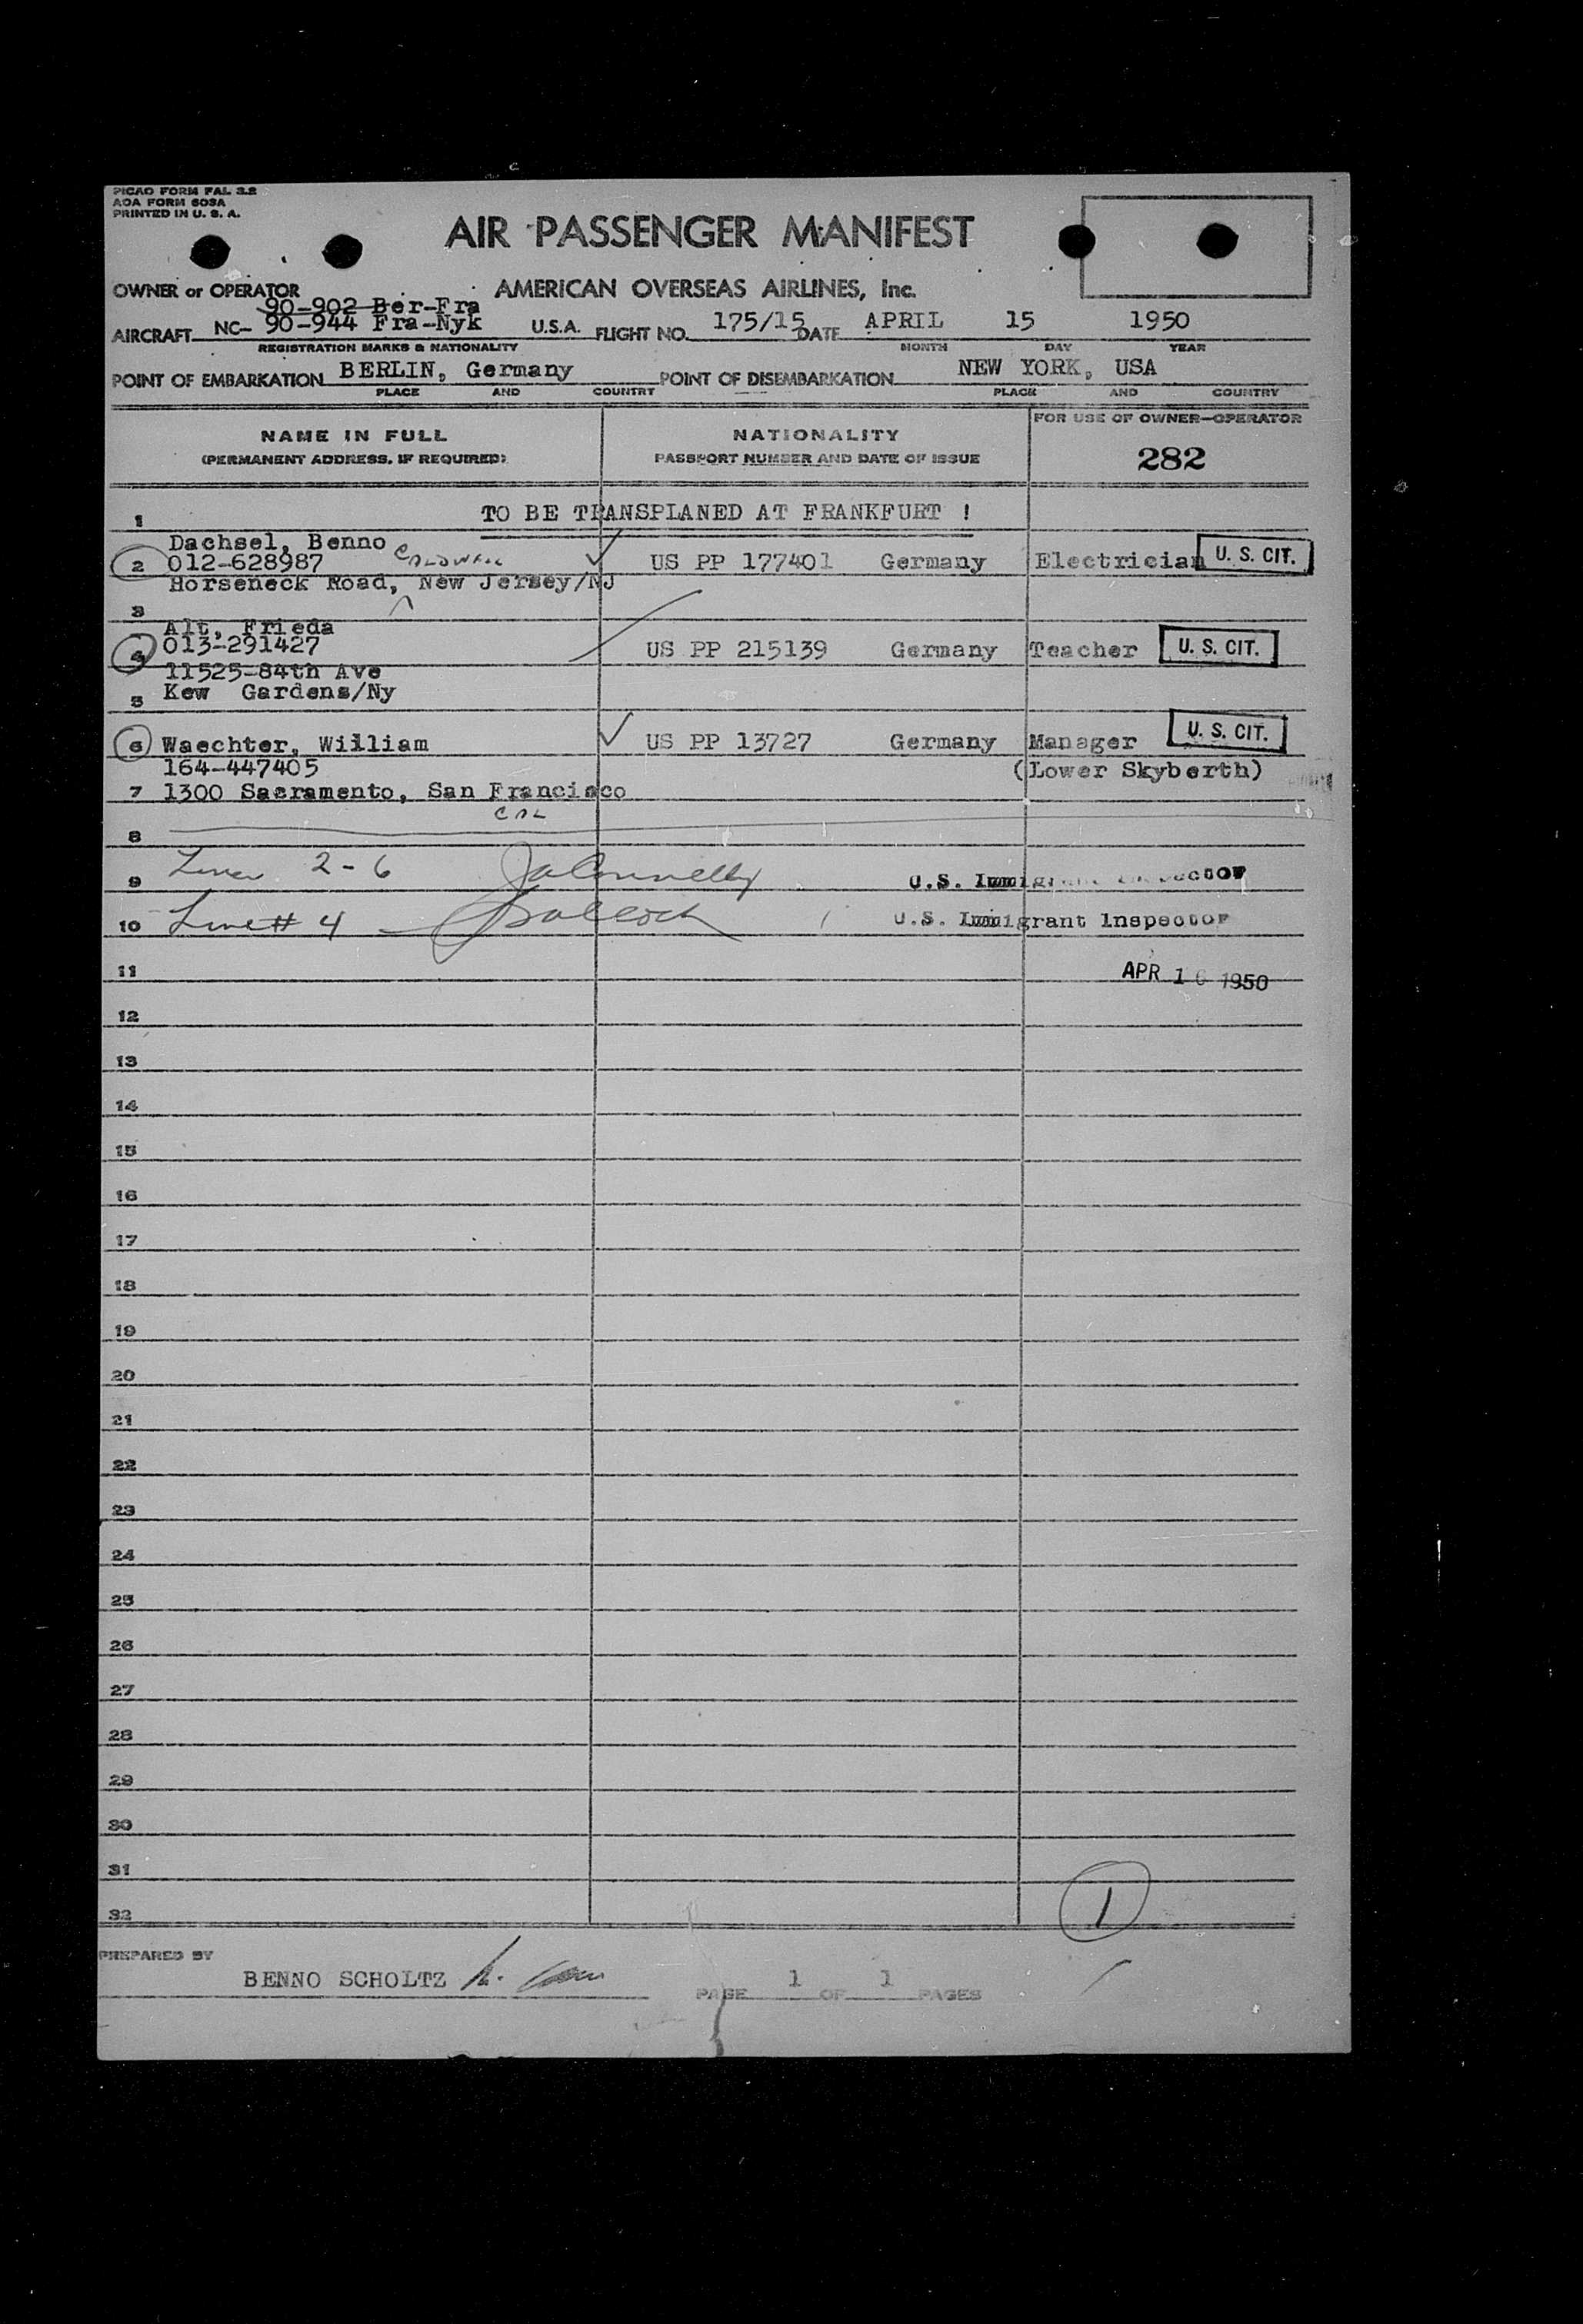 PICAO FORM FAL 3.2
AOA FORM 603A
PRINTED IN U. S. A.
AIR PASSENGER MANIFEST
OWNER or OPERATOR AMERICAN OVERSEAS AIRLINES, Inc.
90-902 Ber-Fra
AIRCRAFT NC- 90-944 Fra-Nyk U.S.A. FLIGHT NO. 175/15 DATE APRIL 15 1950
REGISTRATION MARKS & NATIONALITY MONTH DAY YEAR
POINT OF EMBARKATION BERLIN, Germany POINT OF DISEMBARKATION NEW YORK, USA
PLACE AND COUNTRY PLACE AND COUNTRY
NAME IN FULL NATIONALITY FOR USE OF OWNER-OPERATOR
(PERMANENT ADDRESS, IF REQUIRED) PASSPORT NUMBER AND DATE OF ISSUE 282
1 TO BE TRANSPLANED AT FRANKFURT !
Dachsel, Benno CALDWELL
2 012-628987 US PP 177401 Germany Electrician U. S. CIT.
Horseneck Road, New Jersey/NJ
3
Alt, Frieda
4 013-291427 US PP 215139 Germany Teacher U. S. CIT.
11525-84th Ave
5 Kew Gardens/Ny
6 Waechter, William US PP 13727 Germany Manager U. S. CIT.
164-447405 (Lower Skyberth)
7 1300 Sacramento, San Francisco
CAL
8
9 Lines 2-6 JaConnelly U.S. Immigrant Inspector
10 Line # 4 U.S. Immigrant Inspector
11 APR 16 1950
12
13
14
15
16
17
18
19
20
21
22
23
24
25
26
27
28
29
30
31
32 1
PREPARED BY
BENNO SCHOLTZ
PAGE 1 OF 1 PAGES